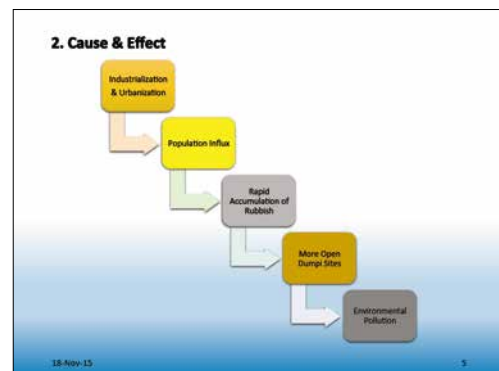 2. Cause & Effect
Industrialization
& Urbanization
Population Influx
Rapid
Accumulation of
Rubbish
More Open
Dumpi Sites
Environmental
Pollution
18-Nov-15
5